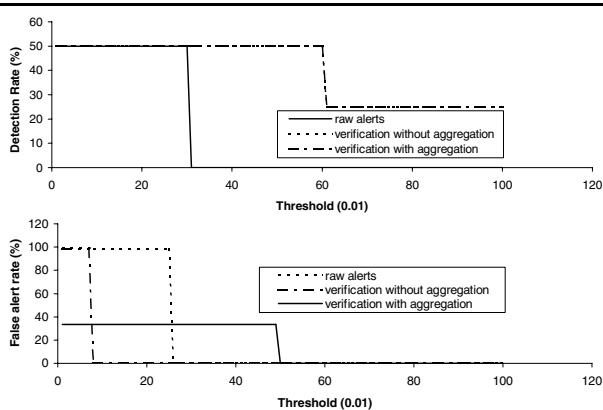 60
50
40
30
20
10
0
Detection Rate (%)
raw alerts
verification without aggregation
verification with aggregation
0 20 40 60 80 100 120
Threshold (0.01)
120
100
80
60
40
20
0
False alert rate (%)
raw alerts
verification without aggregation
verification with aggregation
0 20 40 60 80 100 120
Threshold (0.01)